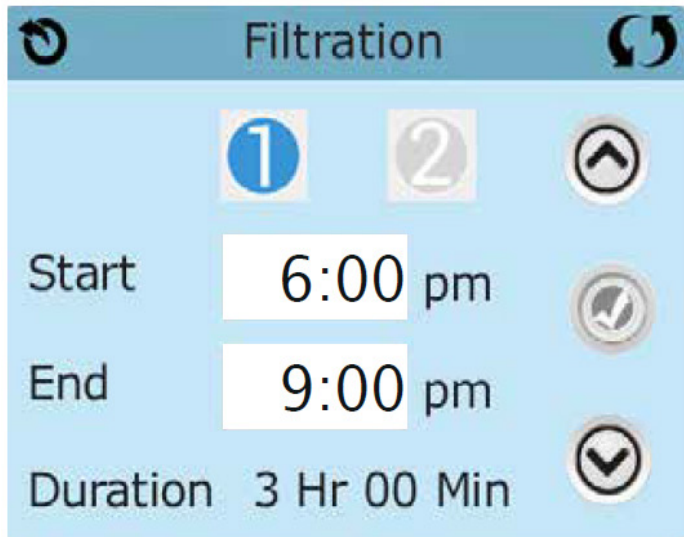 Filtration
1 2
Start 6:00 pm
End 9:00 pm
Duration 3 Hr 00 Min